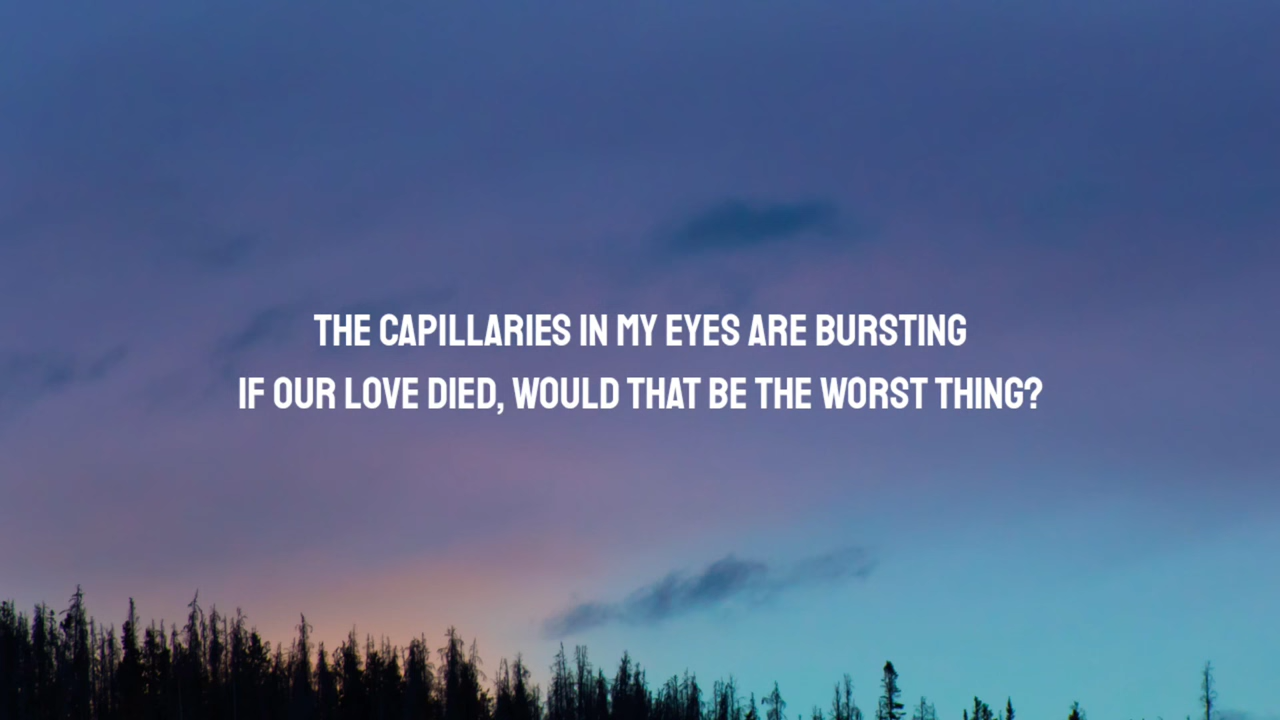 THE CAPILLARIES IN MY EYES ARE BURSTING
IF OUR LOVE DIED, WOULD THAT BE THE WORST THING?